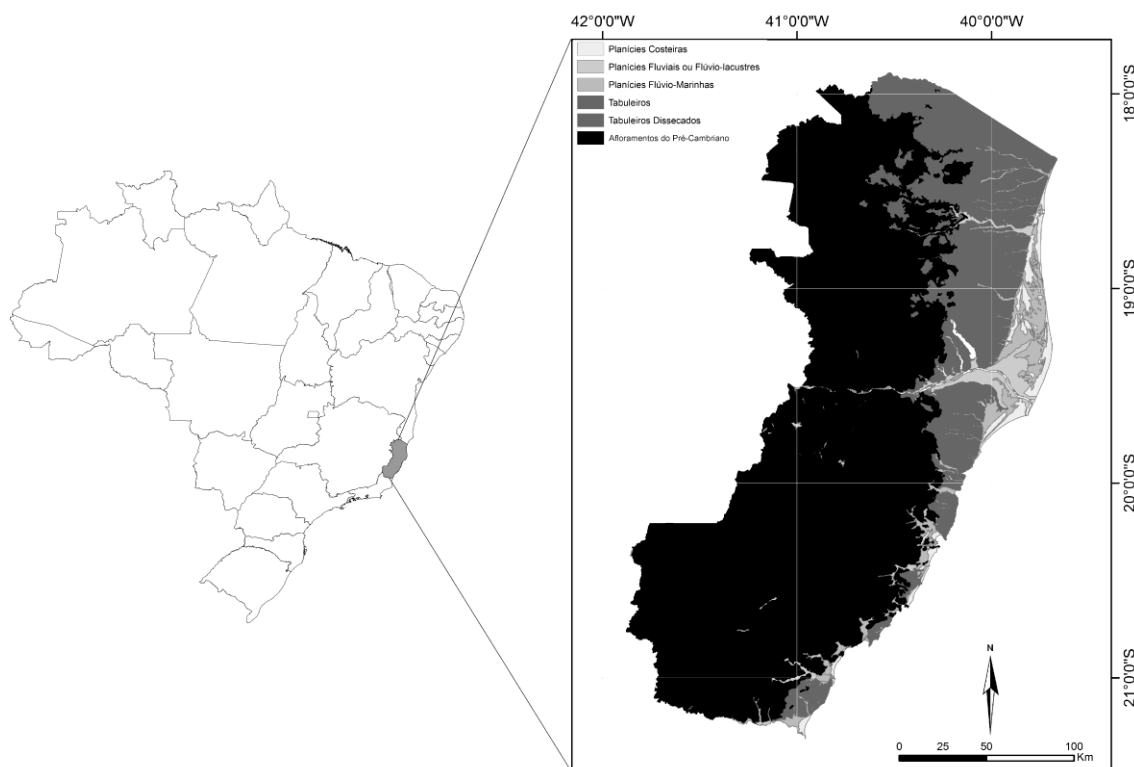 42°0'0"W 41°0'0"W 40°0'0"W
Planícies Costeiras
Planícies Fluviais ou Flúvio-lacustres
Planícies Flúvio-Marinhas
Tabuleiros
Tabuleiros Dissecados
Afloramentos do Pré-Cambriano
18°0'0"S
19°0'0"S
20°0'0"S
21°0'0"S
N
0 25 50 100
Km